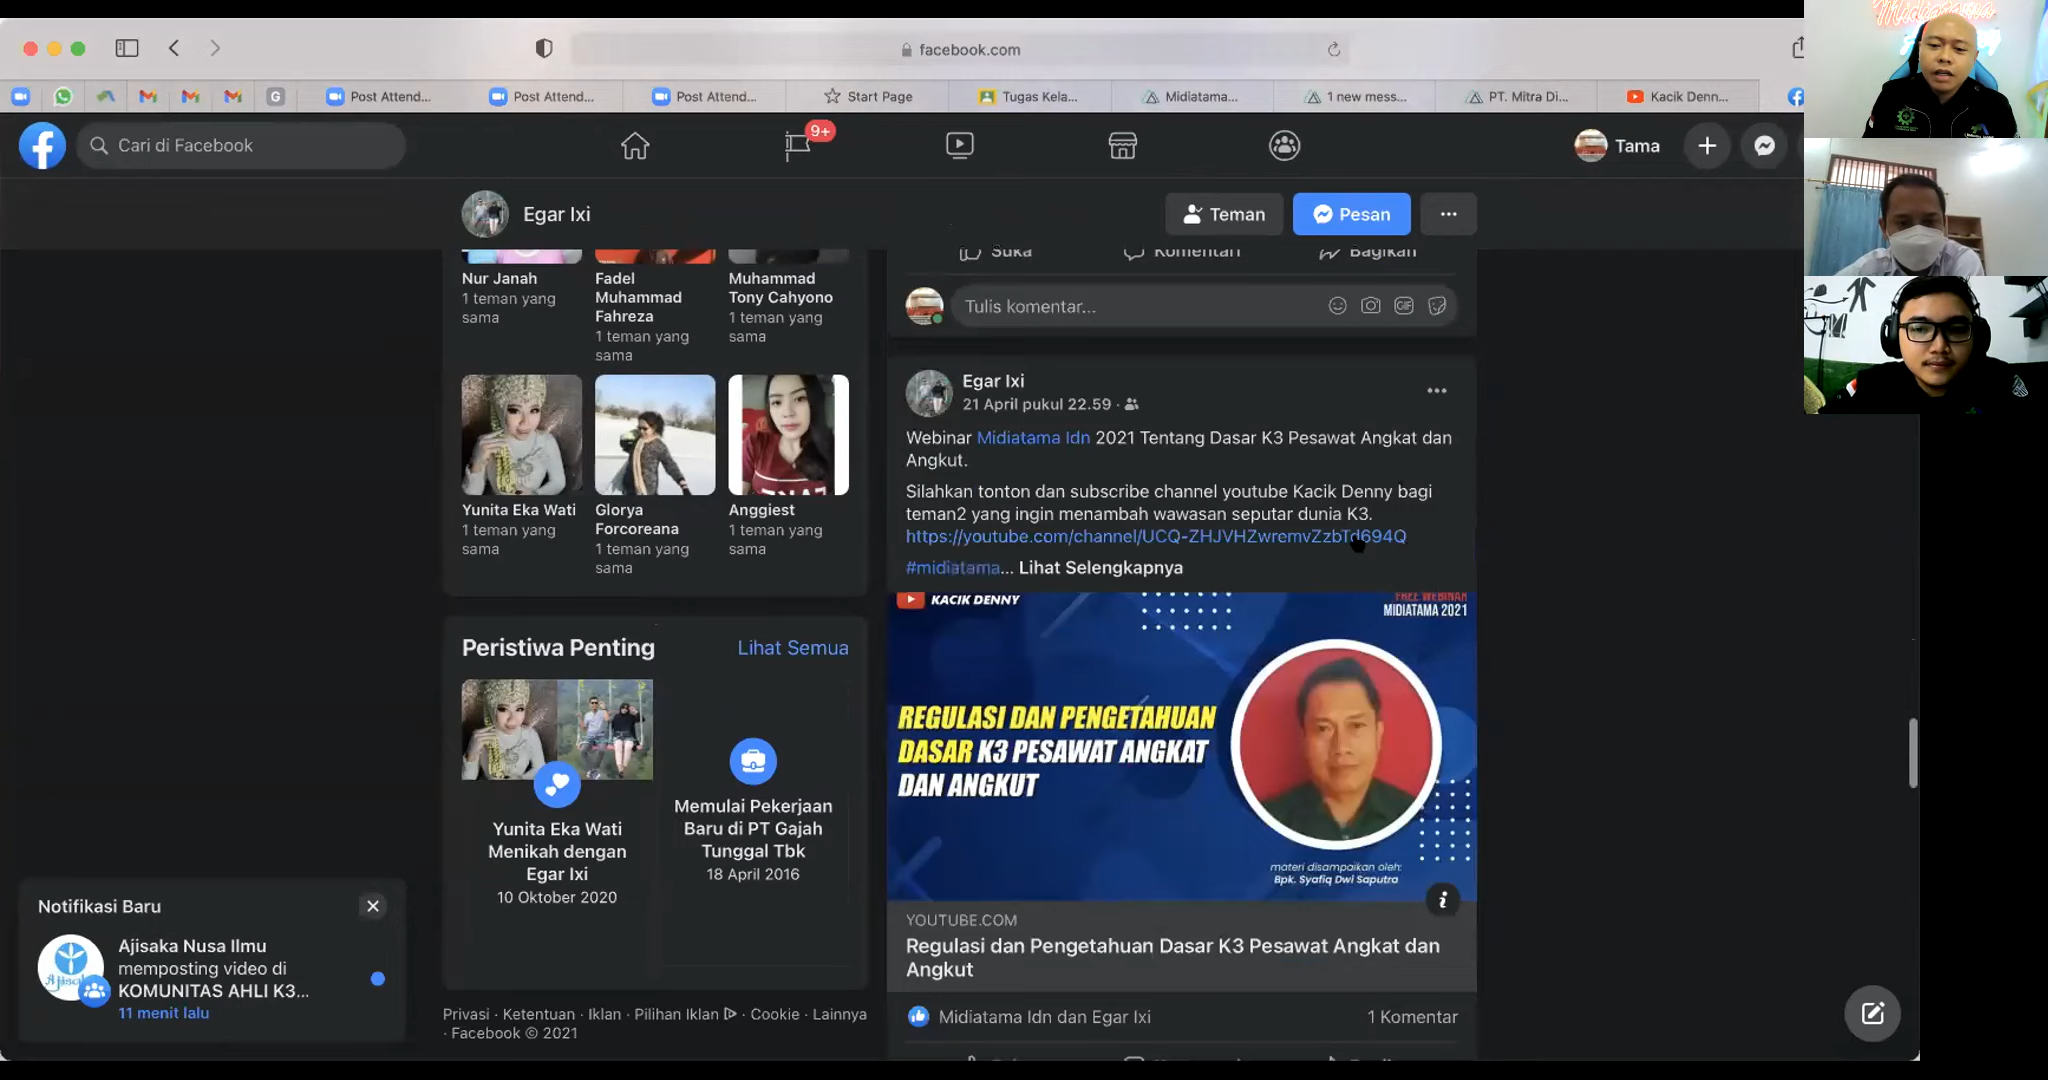 Midiatama
facebook.com
Post Attend...
Post Attend...
Post Attend...
Start Page
Tugas Kela...
Midiatama...
1 new mess...
PT. Mitra Di...
Kacik Denn...
Cari di Facebook
9+
Tama
Egar Ixi
Teman
Pesan
Nur Janah
1 teman yang
sama
Fadel
Muhammad
Fahreza
1 teman yang
sama
Muhammad
Tony Cahyono
1 teman yang
sama
Yunita Eka Wati
1 teman yang
sama
Glorya
Forcoreana
1 teman yang
sama
Anggiest
1 teman yang
sama
Peristiwa Penting
Lihat Semua
Yunita Eka Wati
Menikah dengan
Egar Ixi
10 Oktober 2020
Memulai Pekerjaan
Baru di PT Gajah
Tunggal Tbk
18 April 2016
Privasi · Ketentuan · Iklan · Pilihan Iklan · Cookie · Lainnya
· Facebook © 2021
Suka
Komentari
Bagikan
Tulis komentar...
GIF
Egar Ixi
21 April pukul 22.59 ·
Webinar Midiatama Idn 2021 Tentang Dasar K3 Pesawat Angkat dan
Angkut.
Silahkan tonton dan subscribe channel youtube Kacik Denny bagi
teman2 yang ingin menambah wawasan seputar dunia K3.
https://youtube.com/channel/UCQ-ZHJVHZwremvZzbTd694Q
#midiatama... Lihat Selengkapnya
KACIK DENNY
FREE WEBINAR
MIDIATAMA 2021
REGULASI DAN PENGETAHUAN
DASAR K3 PESAWAT ANGKAT
DAN ANGKUT
materi disampaikan oleh:
Bpk. Syafiq Dwi Saputra
YOUTUBE.COM
Regulasi dan Pengetahuan Dasar K3 Pesawat Angkat dan
Angkut
Midiatama Idn dan Egar Ixi
1 Komentar
Notifikasi Baru
Ajisaka Nusa Ilmu
memposting video di
KOMUNITAS AHLI K3...
11 menit lalu